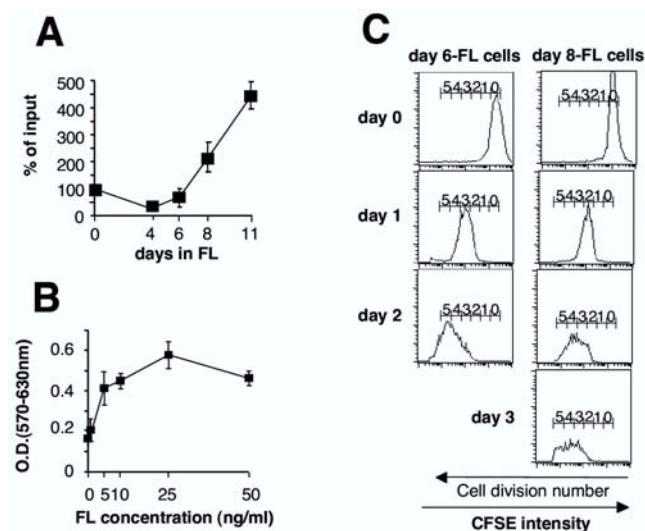 A
500
400
300
200
100
0
% of input
0 4 6 8 11
days in FL
B
0.6
0.4
0.2
0
O.D.(570-630nm)
0 510 25 50
FL concentration (ng/ml)
C
day 6-FL cells day 8-FL cells
day 0
543210 543210
day 1
543210 543210
day 2
543210 543210
day 3
543210
Cell division number
CFSE intensity